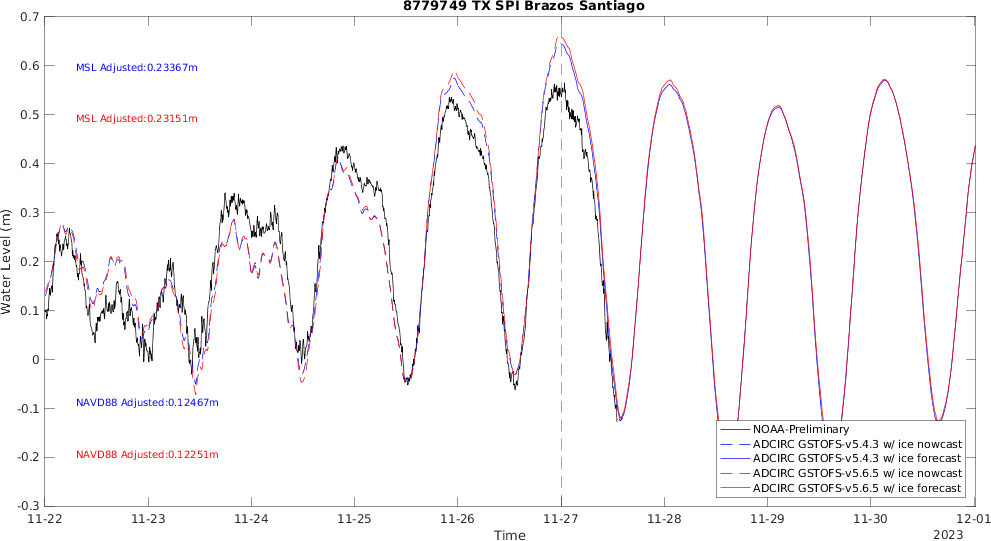 8779749 TX SPI Brazos Santiago
0.7
0.6
0.5
0.4
0.3
0.2
0.1
0
-0.1
-0.2
-0.3
Water Level (m)
MSL Adjusted:0.23367m
MSL Adjusted:0.23151m
NAVD88 Adjusted:0.12467m
NAVD88 Adjusted:0.12251m
NOAA-Preliminary
ADCIRC GSTOFS-v5.4.3 w/ ice nowcast
ADCIRC GSTOFS-v5.4.3 w/ ice forecast
ADCIRC GSTOFS-v5.6.5 w/ ice nowcast
ADCIRC GSTOFS-v5.6.5 w/ ice forecast
11-22 11-23 11-24 11-25 11-26 11-27 11-28 11-29 11-30 12-01
Time
2023